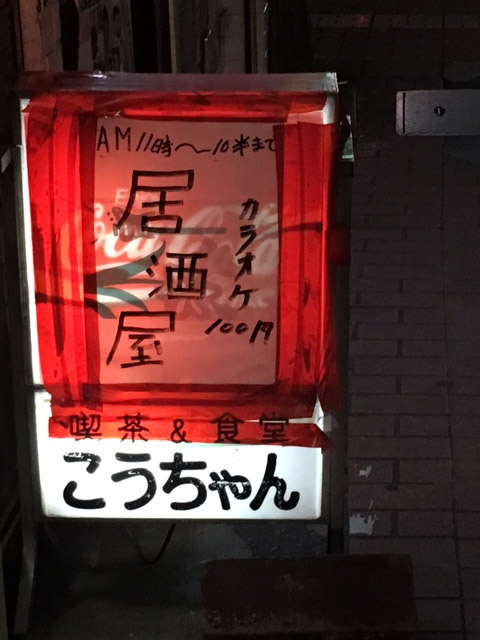 AM11時〜10半まで
居酒屋
カラオケ
100円
喫茶&食堂
こうちゃん